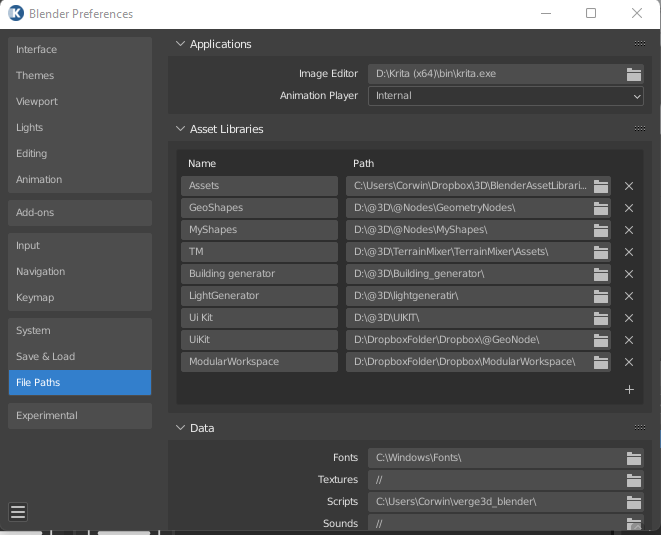 Blender Preferences
Interface
Themes
Viewport
Lights
Editing
Animation
Add-ons
Input
Navigation
Keymap
System
Save & Load
File Paths
Experimental
Applications
Image Editor D:\Krita (x64)\bin\krita.exe
Animation Player Internal
Asset Libraries
Name Path
Assets C:\Users\Corwin\Dropbox\3D\BlenderAssetLibrari...
GeoShapes D:\@3D\@Nodes\GeometryNodes\
MyShapes D:\@3D\@Nodes\MyShapes\
TM D:\@3D\TerrainMixer\TerrainMixer\Assets\
Building generator D:\@3D\Building_generator\
LightGenerator D:\@3D\lightgeneratir\
Ui Kit D:\@3D\UIKIT\
UiKit D:\DropboxFolder\Dropbox\@GeoNode\
ModularWorkspace D:\DropboxFolder\Dropbox\ModularWorkspace\
Data
Fonts C:\Windows\Fonts\
Textures //
Scripts C:\Users\Corwin\verge3d_blender\
Sounds //